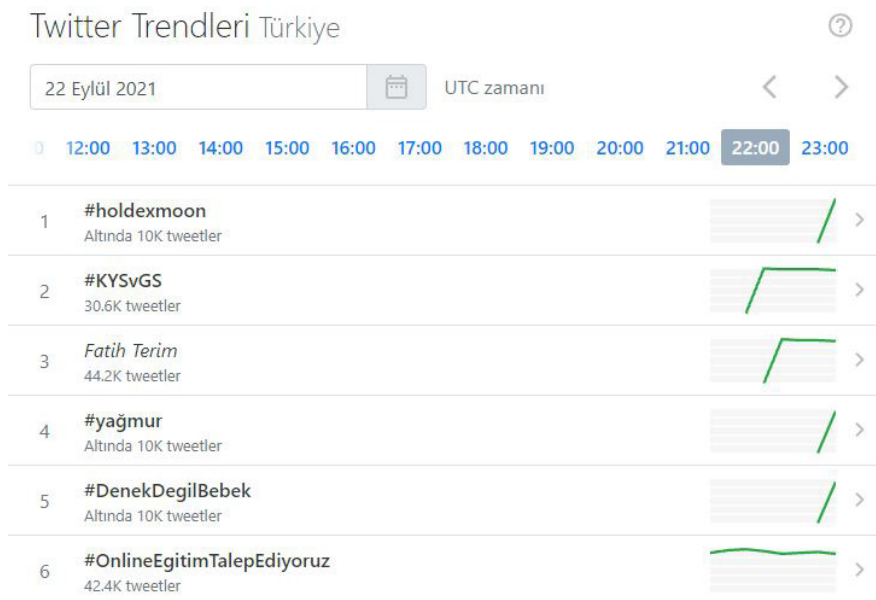 Twitter Trendleri Türkiye
22 Eylül 2021 UTC zamanı
12:00 13:00 14:00 15:00 16:00 17:00 18:00 19:00 20:00 21:00 22:00 23:00
1 #holdexmoon
Altında 10K tweetler
2 #KYSvGS
30.6K tweetler
3 Fatih Terim
44.2K tweetler
4 #yağmur
Altında 10K tweetler
5 #DenekDegilBebek
Altında 10K tweetler
6 #OnlineEgitimTalepEdiyoruz
42.4K tweetler